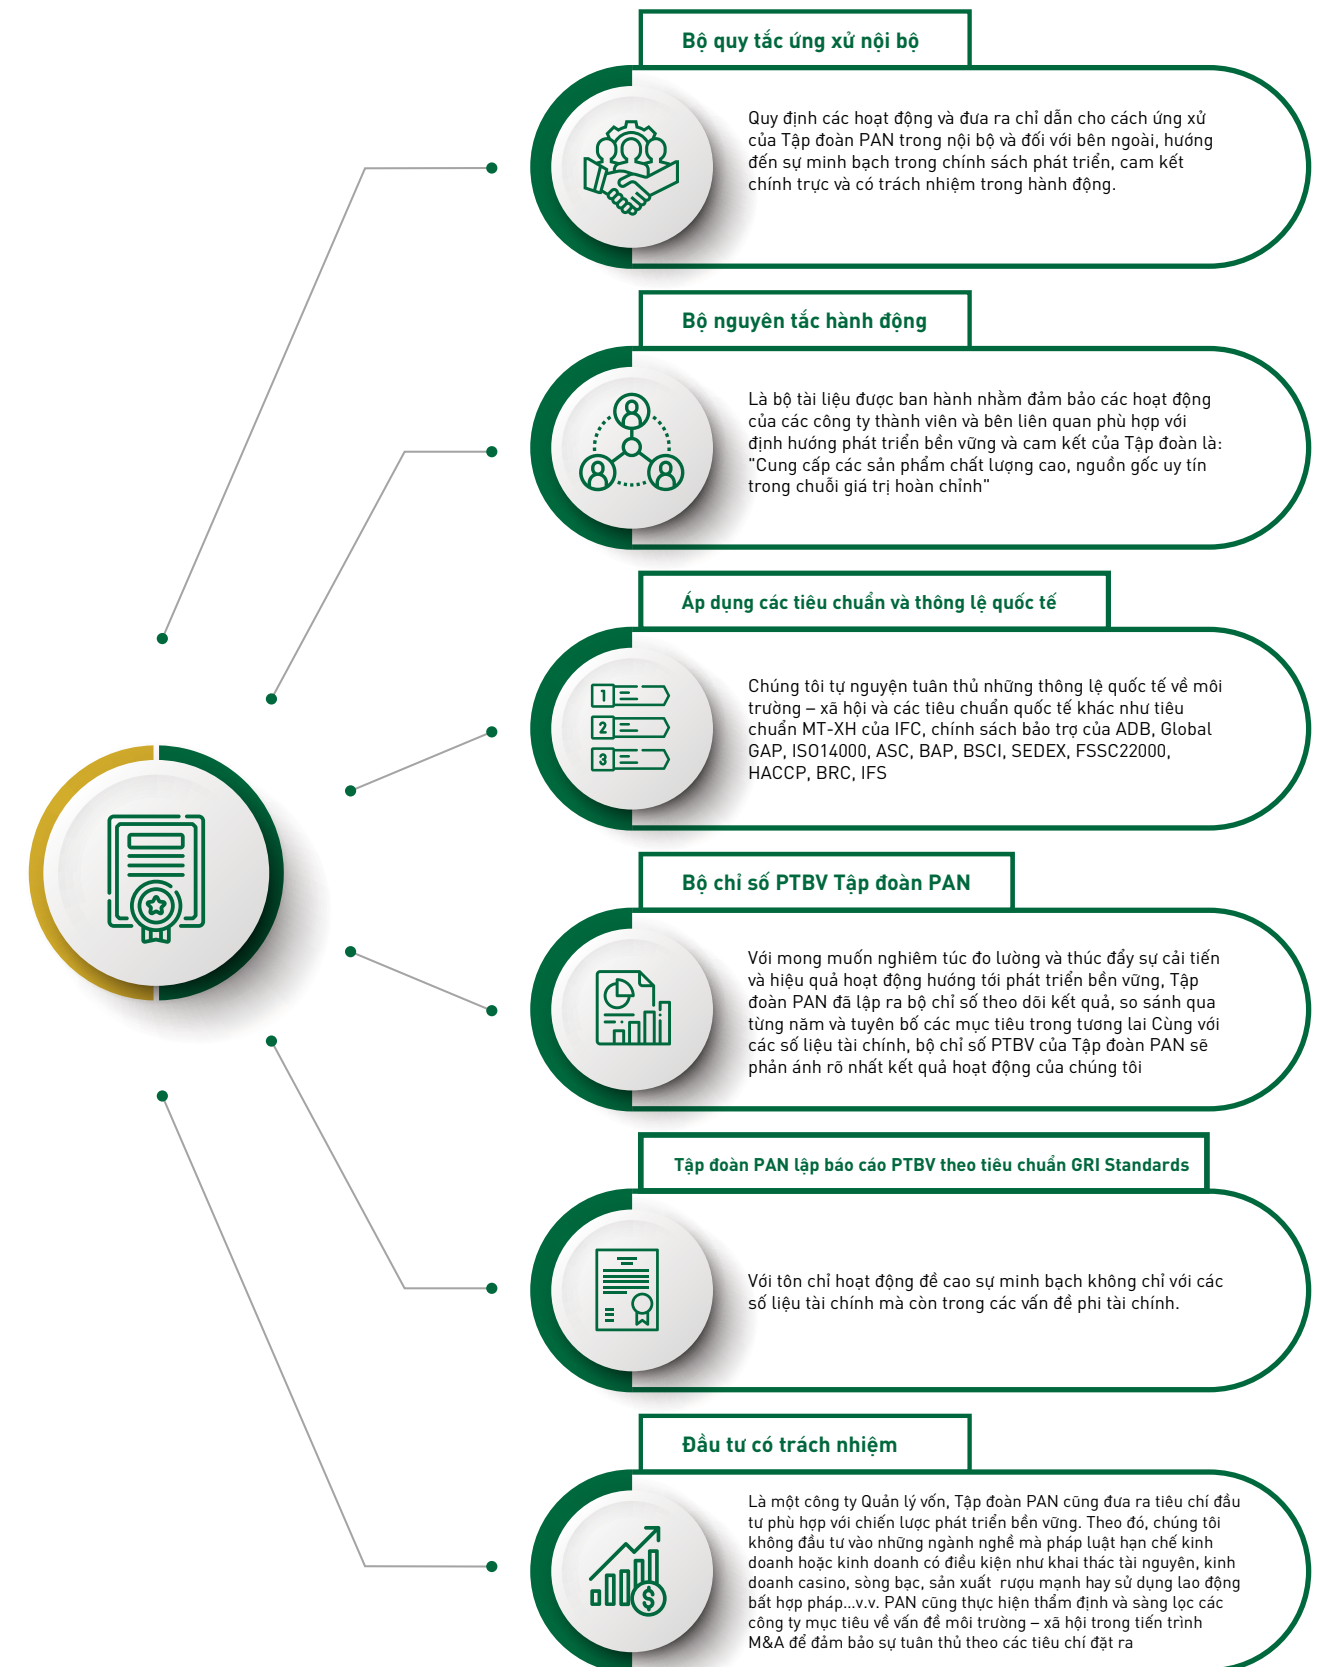 Bộ quy tắc ứng xử nội bộ
Quy định các hoạt động và đưa ra chỉ dẫn cho cách ứng xử
của Tập đoàn PAN trong nội bộ và đối với bên ngoài, hướng
đến sự minh bạch trong chính sách phát triển, cam kết
chính trực và có trách nhiệm trong hành động.
Bộ nguyên tắc hành động
Là bộ tài liệu được ban hành nhằm đảm bảo các hoạt động
của các công ty thành viên và bên liên quan phù hợp với
định hướng phát triển bền vững và cam kết của Tập đoàn là:
"Cung cấp các sản phẩm chất lượng cao, nguồn gốc uy tín
trong chuỗi giá trị hoàn chỉnh"
Áp dụng các tiêu chuẩn và thông lệ quốc tế
1
2
3
Chúng tôi tự nguyện tuân thủ những thông lệ quốc tế về môi
trường – xã hội và các tiêu chuẩn quốc tế khác như tiêu
chuẩn MT-XH của IFC, chính sách bảo trợ của ADB, Global
GAP, ISO14000, ASC, BAP, BSCI, SEDEX, FSSC22000,
HACCP, BRC, IFS
Bộ chỉ số PTBV Tập đoàn PAN
Với mong muốn nghiêm túc đo lường và thúc đẩy sự cải tiến
và hiệu quả hoạt động hướng tới phát triển bền vững, Tập
đoàn PAN đã lập ra bộ chỉ số theo dõi kết quả, so sánh qua
từng năm và tuyên bố các mục tiêu trong tương lai Cùng với
các số liệu tài chính, bộ chỉ số PTBV của Tập đoàn PAN sẽ
phản ánh rõ nhất kết quả hoạt động của chúng tôi
Tập đoàn PAN lập báo cáo PTBV theo tiêu chuẩn GRI Standards
Với tôn chỉ hoạt động đề cao sự minh bạch không chỉ với các
số liệu tài chính mà còn trong các vấn đề phi tài chính.
Đầu tư có trách nhiệm
$
Là một công ty Quản lý vốn, Tập đoàn PAN cũng đưa ra tiêu chí đầu
tư phù hợp với chiến lược phát triển bền vững. Theo đó, chúng tôi
không đầu tư vào những ngành nghề mà pháp luật hạn chế kinh
doanh hoặc kinh doanh có điều kiện như khai thác tài nguyên, kinh
doanh casino, sòng bạc, sản xuất rượu mạnh hay sử dụng lao động
bất hợp pháp...v.v. PAN cũng thực hiện thẩm định và sàng lọc các
công ty mục tiêu về vấn đề môi trường – xã hội trong tiến trình
M&A để đảm bảo sự tuân thủ theo các tiêu chí đặt ra